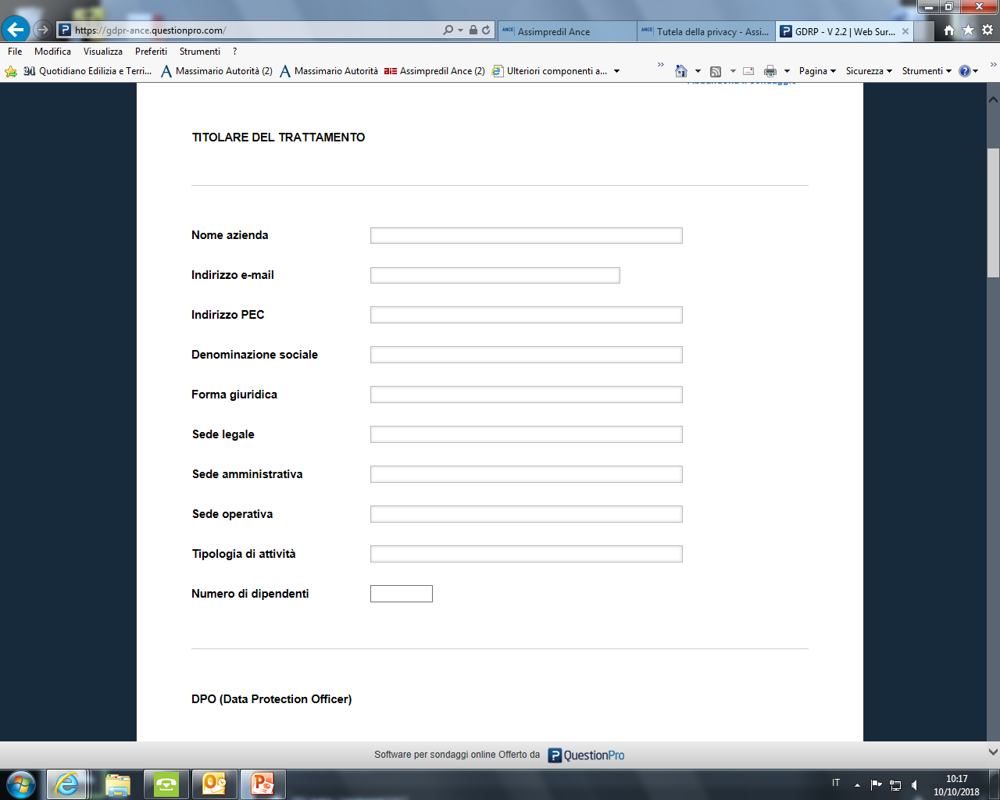 https://gdpr-ance.questionpro.com/
ANCE Assimpredil Ance
ANCE Tutela della privacy - Assi...
GDRP - V 2.2 | Web Sur...
File Modifica Visualizza Preferiti Strumenti ?
24 Quotidiano Edilizia e Terri... Massimario Autorità (2) Massimario Autorità Assimpredil Ance (2) Ulteriori componenti a... » Pagina Sicurezza Strumenti »
TITOLARE DEL TRATTAMENTO
Nome azienda
Indirizzo e-mail
Indirizzo PEC
Denominazione sociale
Forma giuridica
Sede legale
Sede amministrativa
Sede operativa
Tipologia di attività
Numero di dipendenti
DPO (Data Protection Officer)
Software per sondaggi online Offerto da QuestionPro
IT
10:17
10/10/2018